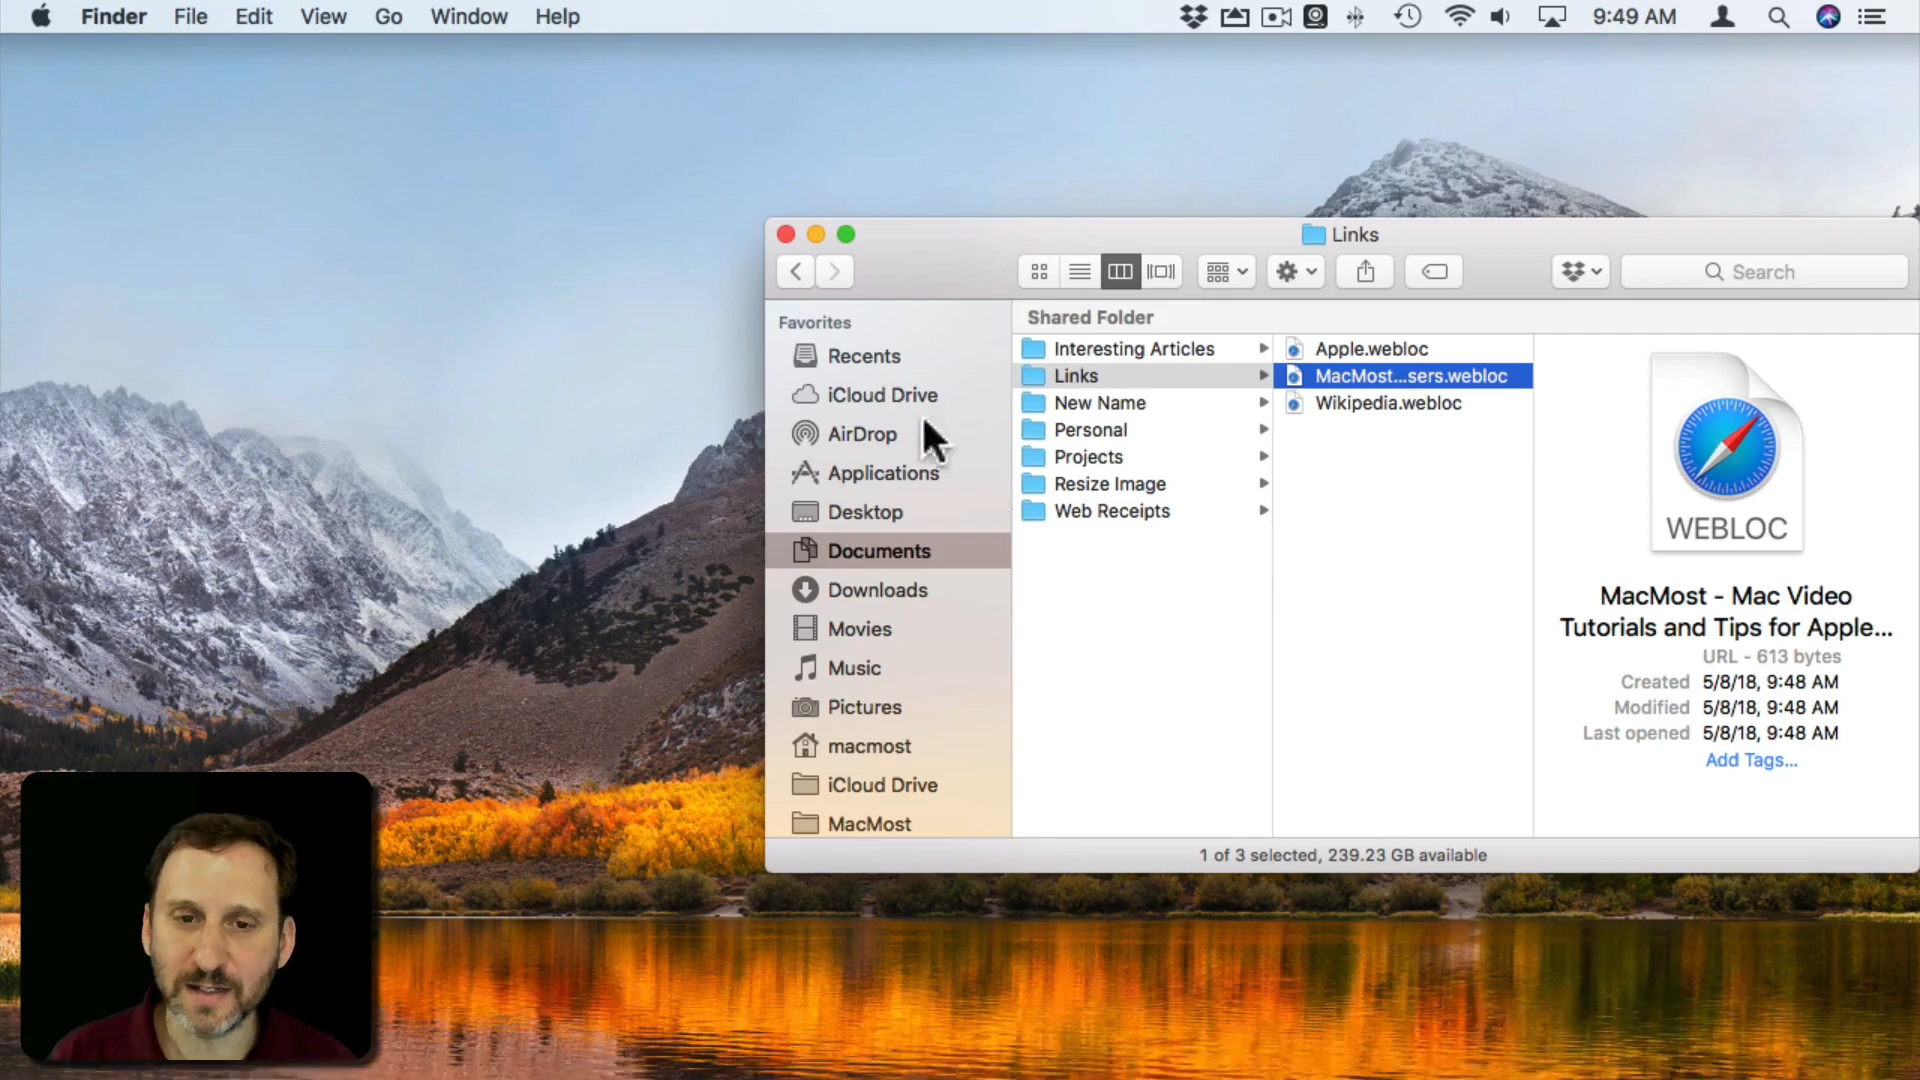 Finder File Edit View Go Window Help 9:49 AM
Links
Search
Favorites
Recents
iCloud Drive
AirDrop
Applications
Desktop
Documents
Downloads
Movies
Music
Pictures
macmost
iCloud Drive
MacMost
Shared Folder
Interesting Articles
Links
New Name
Personal
Projects
Resize Image
Web Receipts
Apple.webloc
MacMost...sers.webloc
Wikipedia.webloc
WEBLOC
MacMost - Mac Video
Tutorials and Tips for Apple...
URL - 613 bytes
Created 5/8/18, 9:48 AM
Modified 5/8/18, 9:48 AM
Last opened 5/8/18, 9:48 AM
Add Tags...
1 of 3 selected, 239.23 GB available